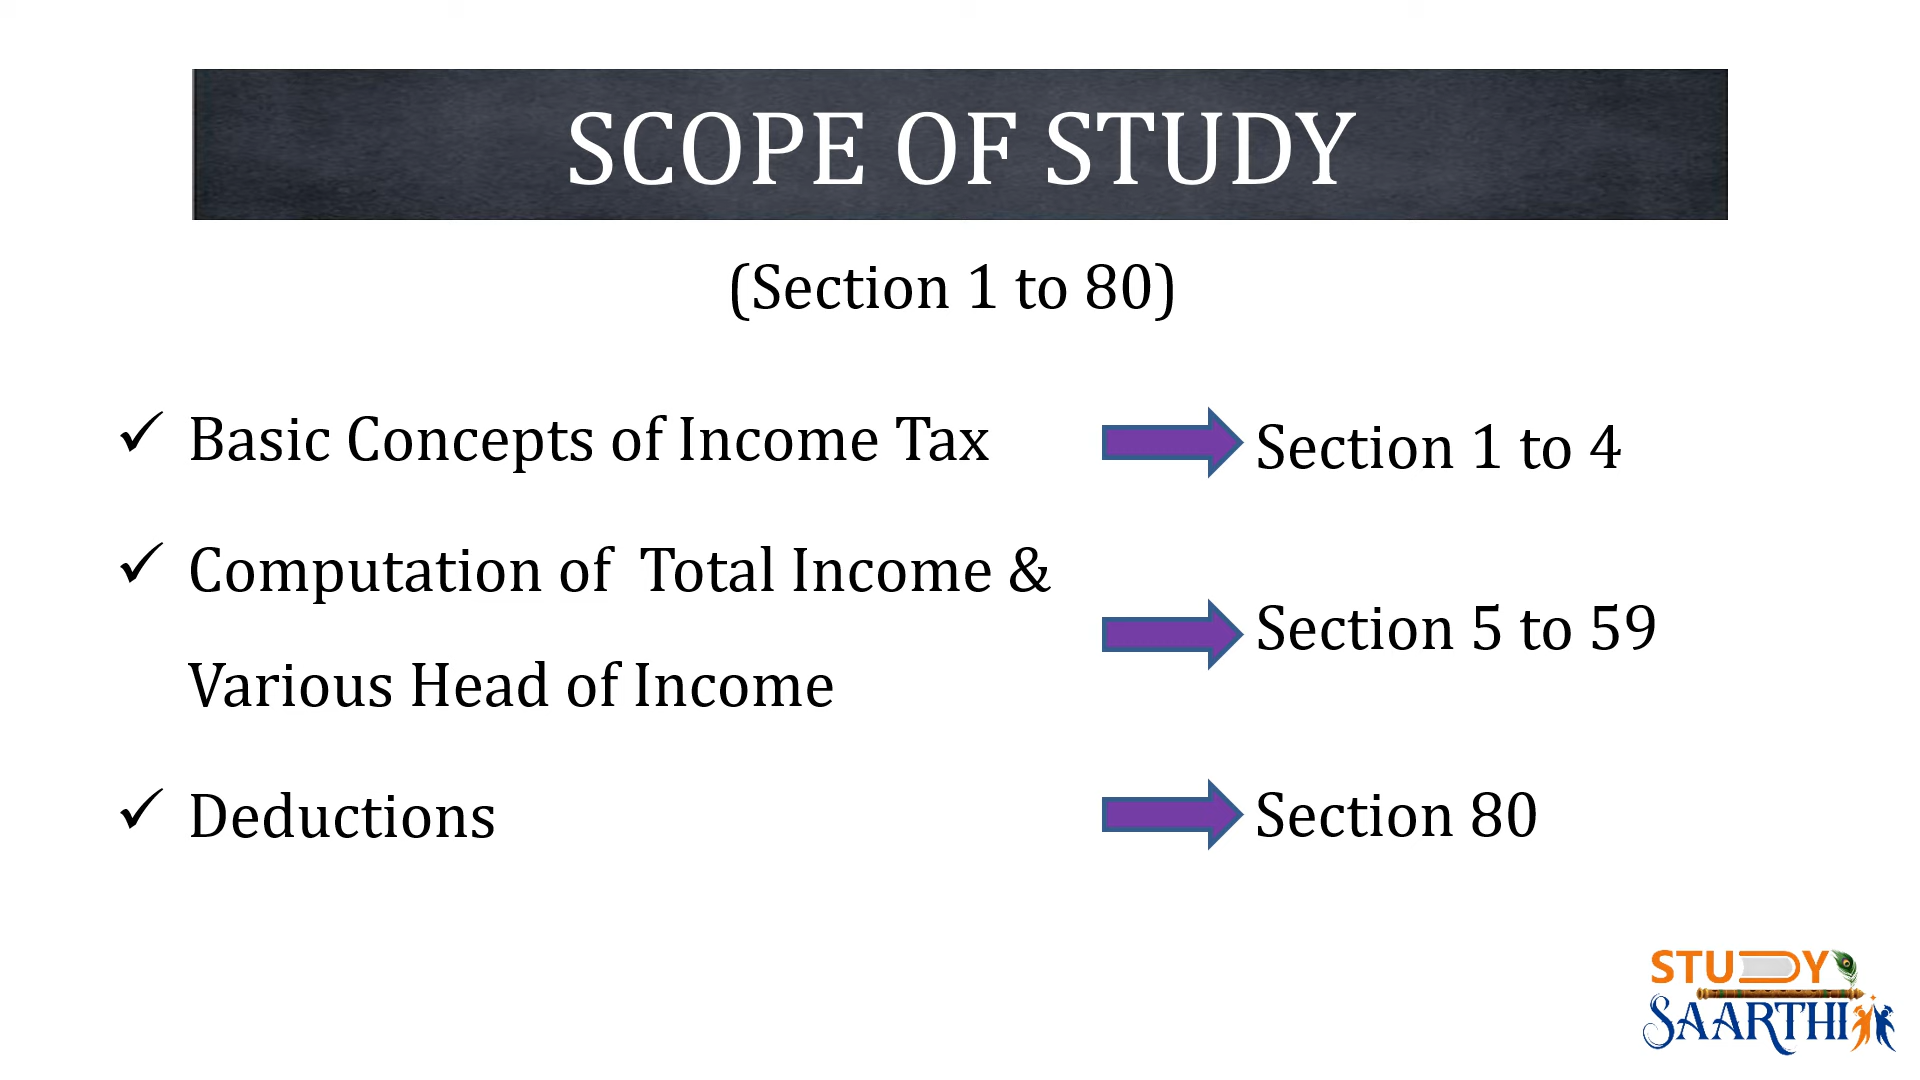 SCOPE OF STUDY
(Section 1 to 80)
✓ Basic Concepts of Income Tax
Section 1 to 4
✓ Computation of  Total Income &
Various Head of Income
Section 5 to 59
✓ Deductions
Section 80
STUDY
SAARTHI